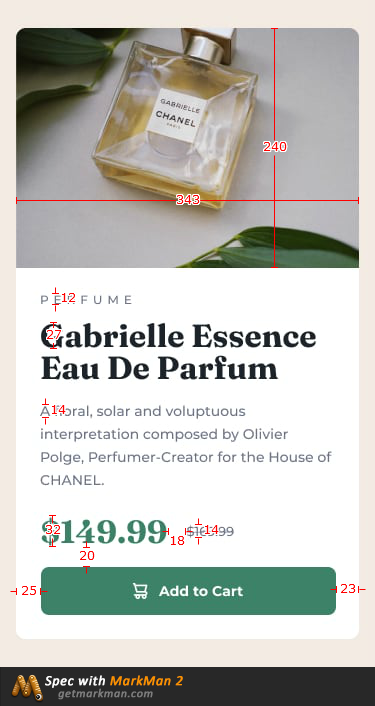 GABRIELLE
CHANEL
PARIS
240
343
PERFUME
12
Gabrielle Essence
27
Eau De Parfum
A floral, solar and voluptuous
14
interpretation composed by Olivier
Polge, Perfumer-Creator for the House of
CHANEL.
$149.99
32
18
$169.99
14
20
25
Add to Cart
23
Spec with MarkMan 2
getmarkman.com